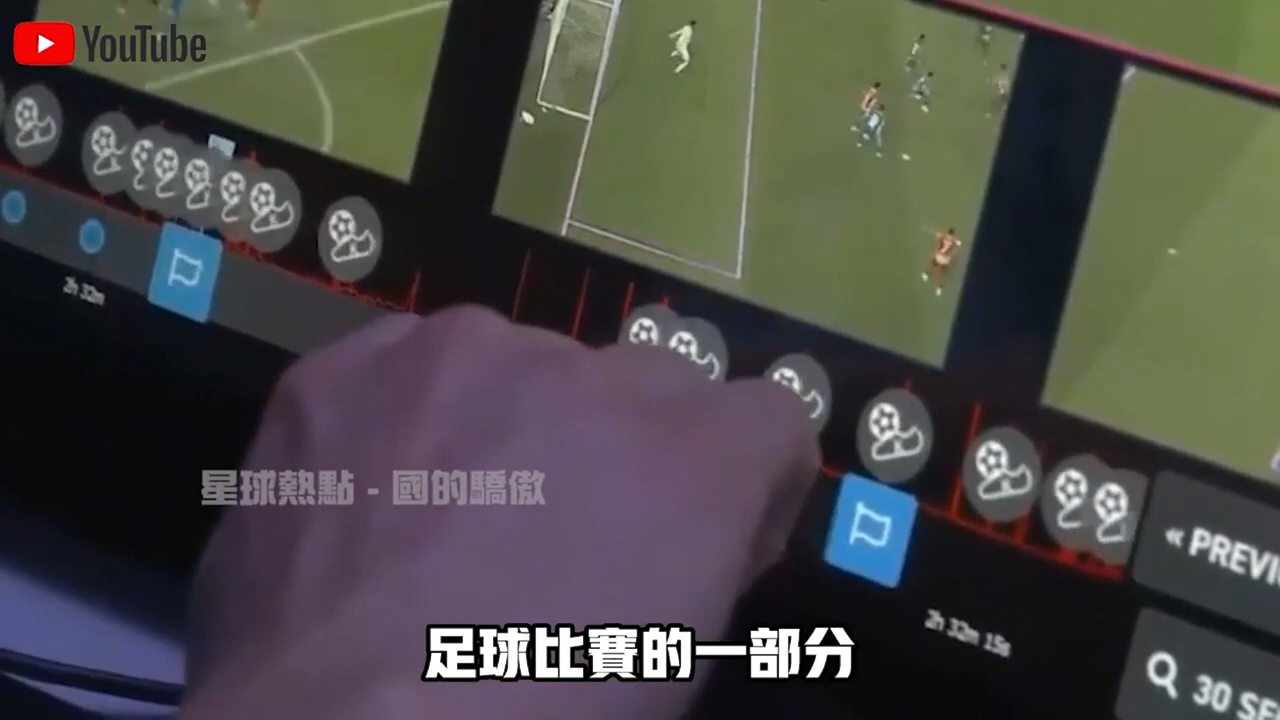 YouTube
2h 32m
星球熱點 - 國的驕傲
« PREVI
2h 32m 15s
30 SE
足球比賽的一部分